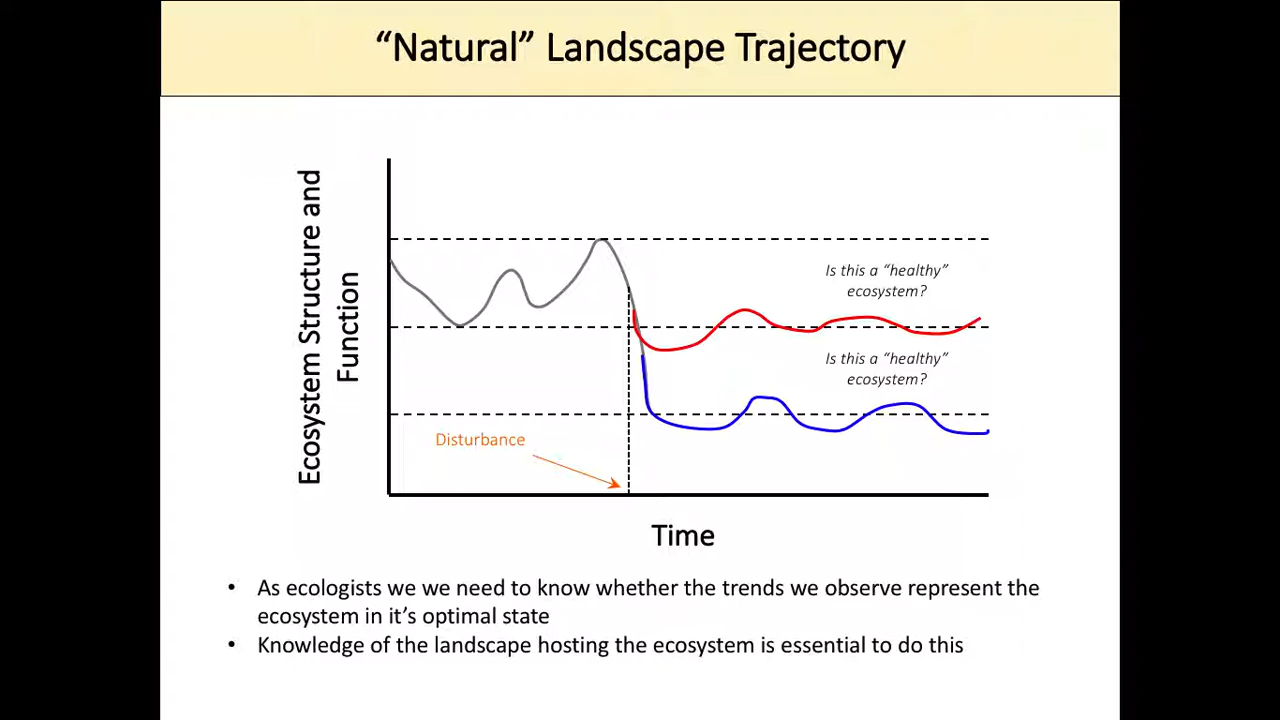 “Natural” Landscape Trajectory
Ecosystem Structure and
Function
Is this a “healthy”
ecosystem?
Is this a “healthy”
ecosystem?
Disturbance
Time
• As ecologists we we need to know whether the trends we observe represent the
ecosystem in it’s optimal state
• Knowledge of the landscape hosting the ecosystem is essential to do this